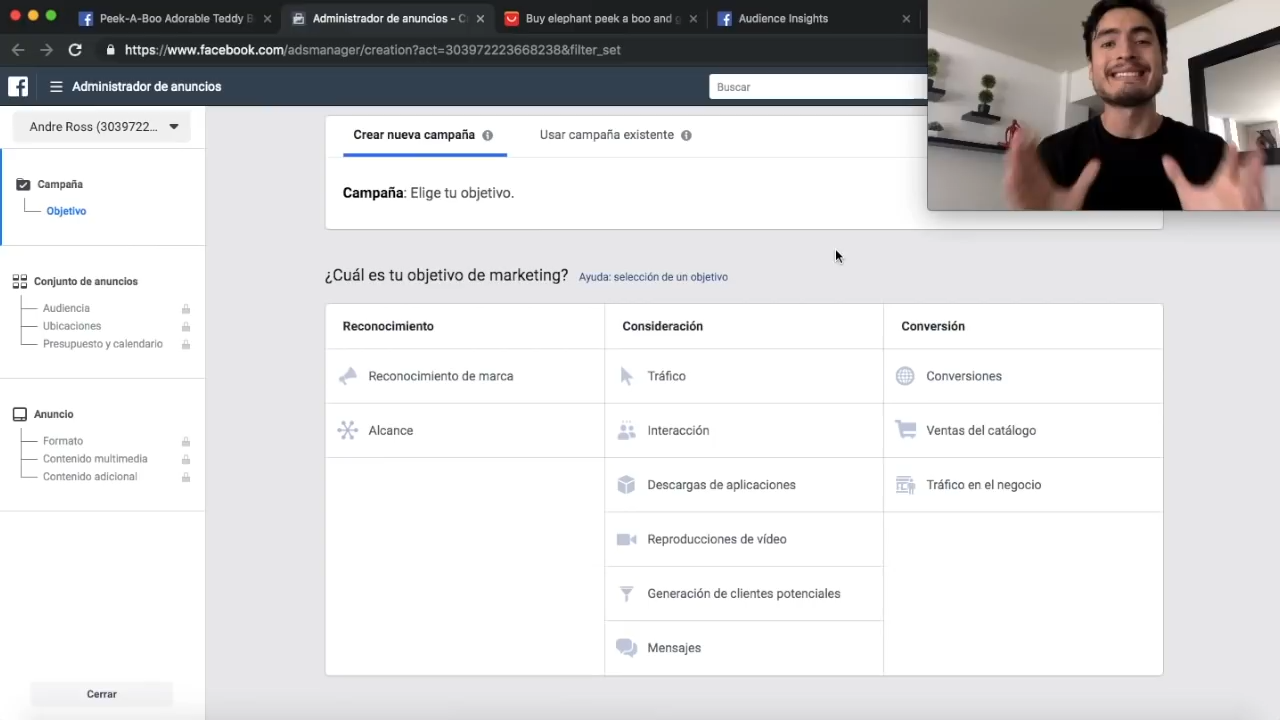 Peek-A-Boo Adorable Teddy B
Administrador de anuncios - C
Buy elephant peek a boo and g
Audience Insights
https://www.facebook.com/adsmanager/creation?act=303972223668238&filter_set
Administrador de anuncios
Buscar
Andre Ross (3039722...
Crear nueva campaña
Usar campaña existente
Campaña: Elige tu objetivo.
Campaña
Objetivo
Conjunto de anuncios
Audiencia
Ubicaciones
Presupuesto y calendario
Anuncio
Formato
Contenido multimedia
Contenido adicional
Cerrar
¿Cuál es tu objetivo de marketing? Ayuda: selección de un objetivo
Reconocimiento
Consideración
Conversión
Reconocimiento de marca
Tráfico
Conversiones
Alcance
Interacción
Ventas del catálogo
Descargas de aplicaciones
Tráfico en el negocio
Reproducciones de vídeo
Generación de clientes potenciales
Mensajes